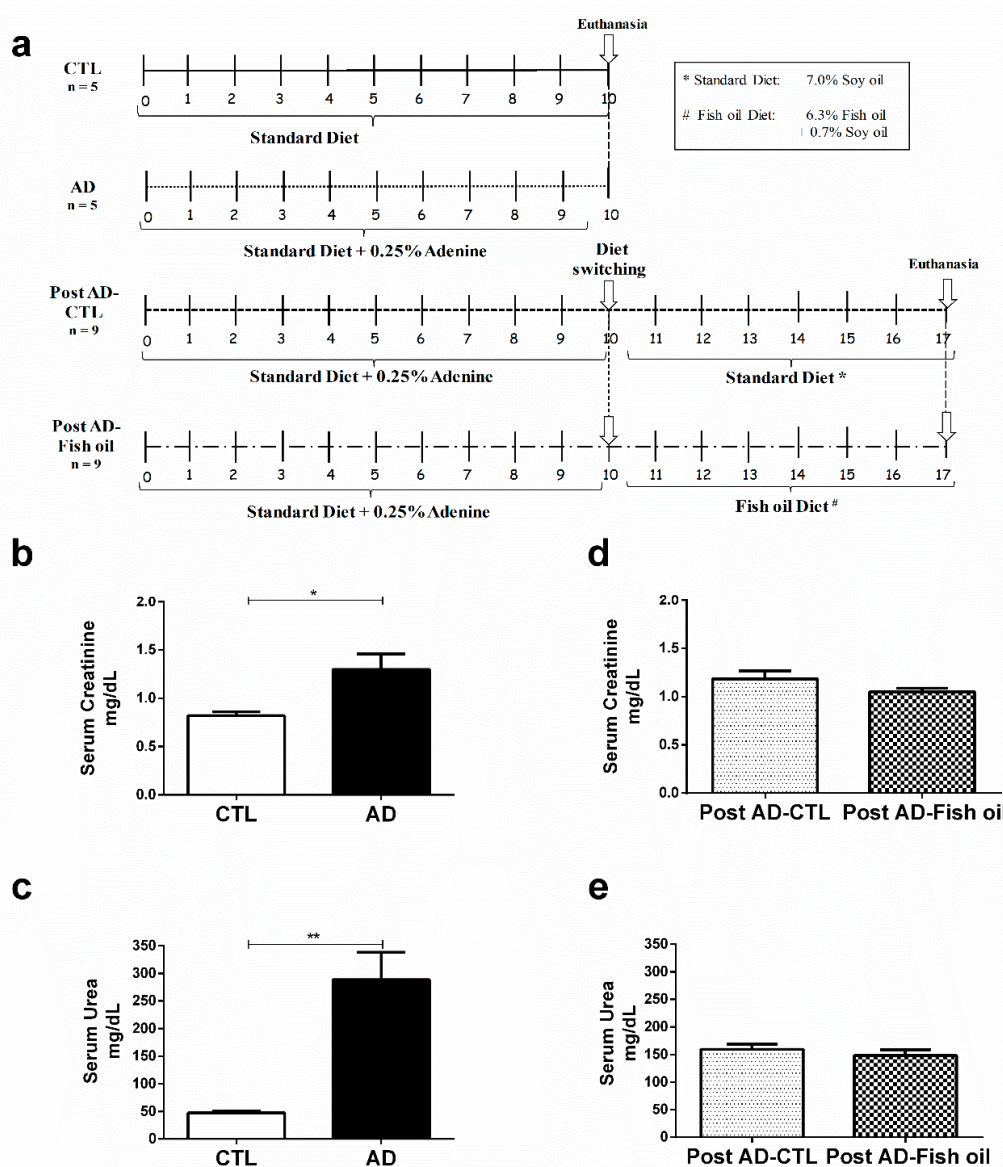 a
Euthanasia
CTL
n = 5
0 1 2 3 4 5 6 7 8 9 10
Standard Diet
* Standard Diet: 7.0% Soy oil
# Fish oil Diet: 6.3% Fish oil
0.7% Soy oil
AD
n = 5
0 1 2 3 4 5 6 7 8 9 10
Standard Diet + 0.25% Adenine
Diet
switching
Euthanasia
Post AD-
CTL
n = 9
0 1 2 3 4 5 6 7 8 9 10 11 12 13 14 15 16 17
Standard Diet + 0.25% Adenine
Standard Diet *
Post AD-
Fish oil
n = 9
0 1 2 3 4 5 6 7 8 9 10 11 12 13 14 15 16 17
Standard Diet + 0.25% Adenine
Fish oil Diet #
b
Serum Creatinine
mg/dL
2.0
1.5
1.0
0.5
0.0
*
CTL AD
d
Serum Creatinine
mg/dL
2.0
1.5
1.0
0.5
0.0
Post AD-CTL Post AD-Fish oil
c
Serum Urea
mg/dL
350
300
250
200
150
100
50
0
**
CTL AD
e
Serum Urea
mg/dL
350
300
250
200
150
100
50
0
Post AD-CTL Post AD-Fish oil